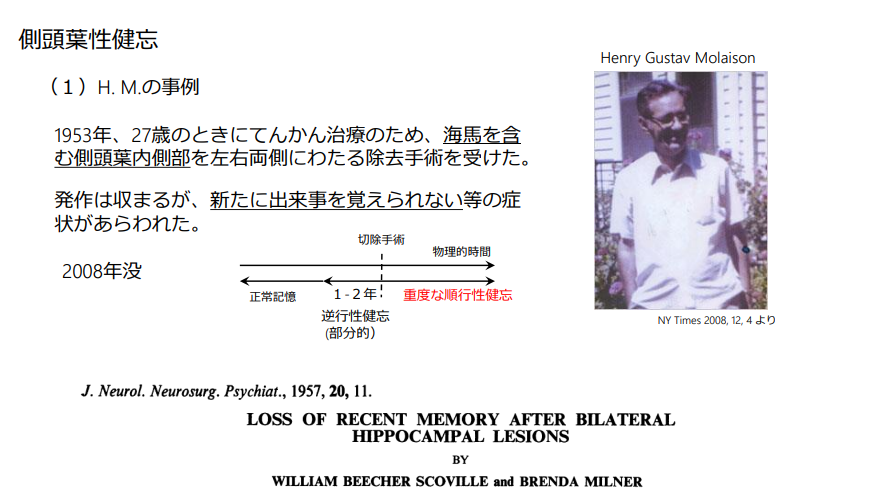 側頭葉性健忘
Henry Gustav Molaison
(1)H. M.の事例
1953年、27歳のときにてんかん治療のため、海馬を含
む側頭葉内側部を左右両側にわたる除去手術を受けた。
発作は収まるが、新たに出来事を覚えられない等の症
状があらわれた。
2008年没
切除手術
物理的時間
正常記憶
1-2年
重度な順行性健忘
逆行性健忘
(部分的)
NY Times 2008, 12, 4 より
J. Neurol. Neurosurg. Psychiat., 1957, 20, 11.
LOSS OF RECENT MEMORY AFTER BILATERAL
HIPPOCAMPAL LESIONS
BY
WILLIAM BEECHER SCOVILLE and BRENDA MILNER